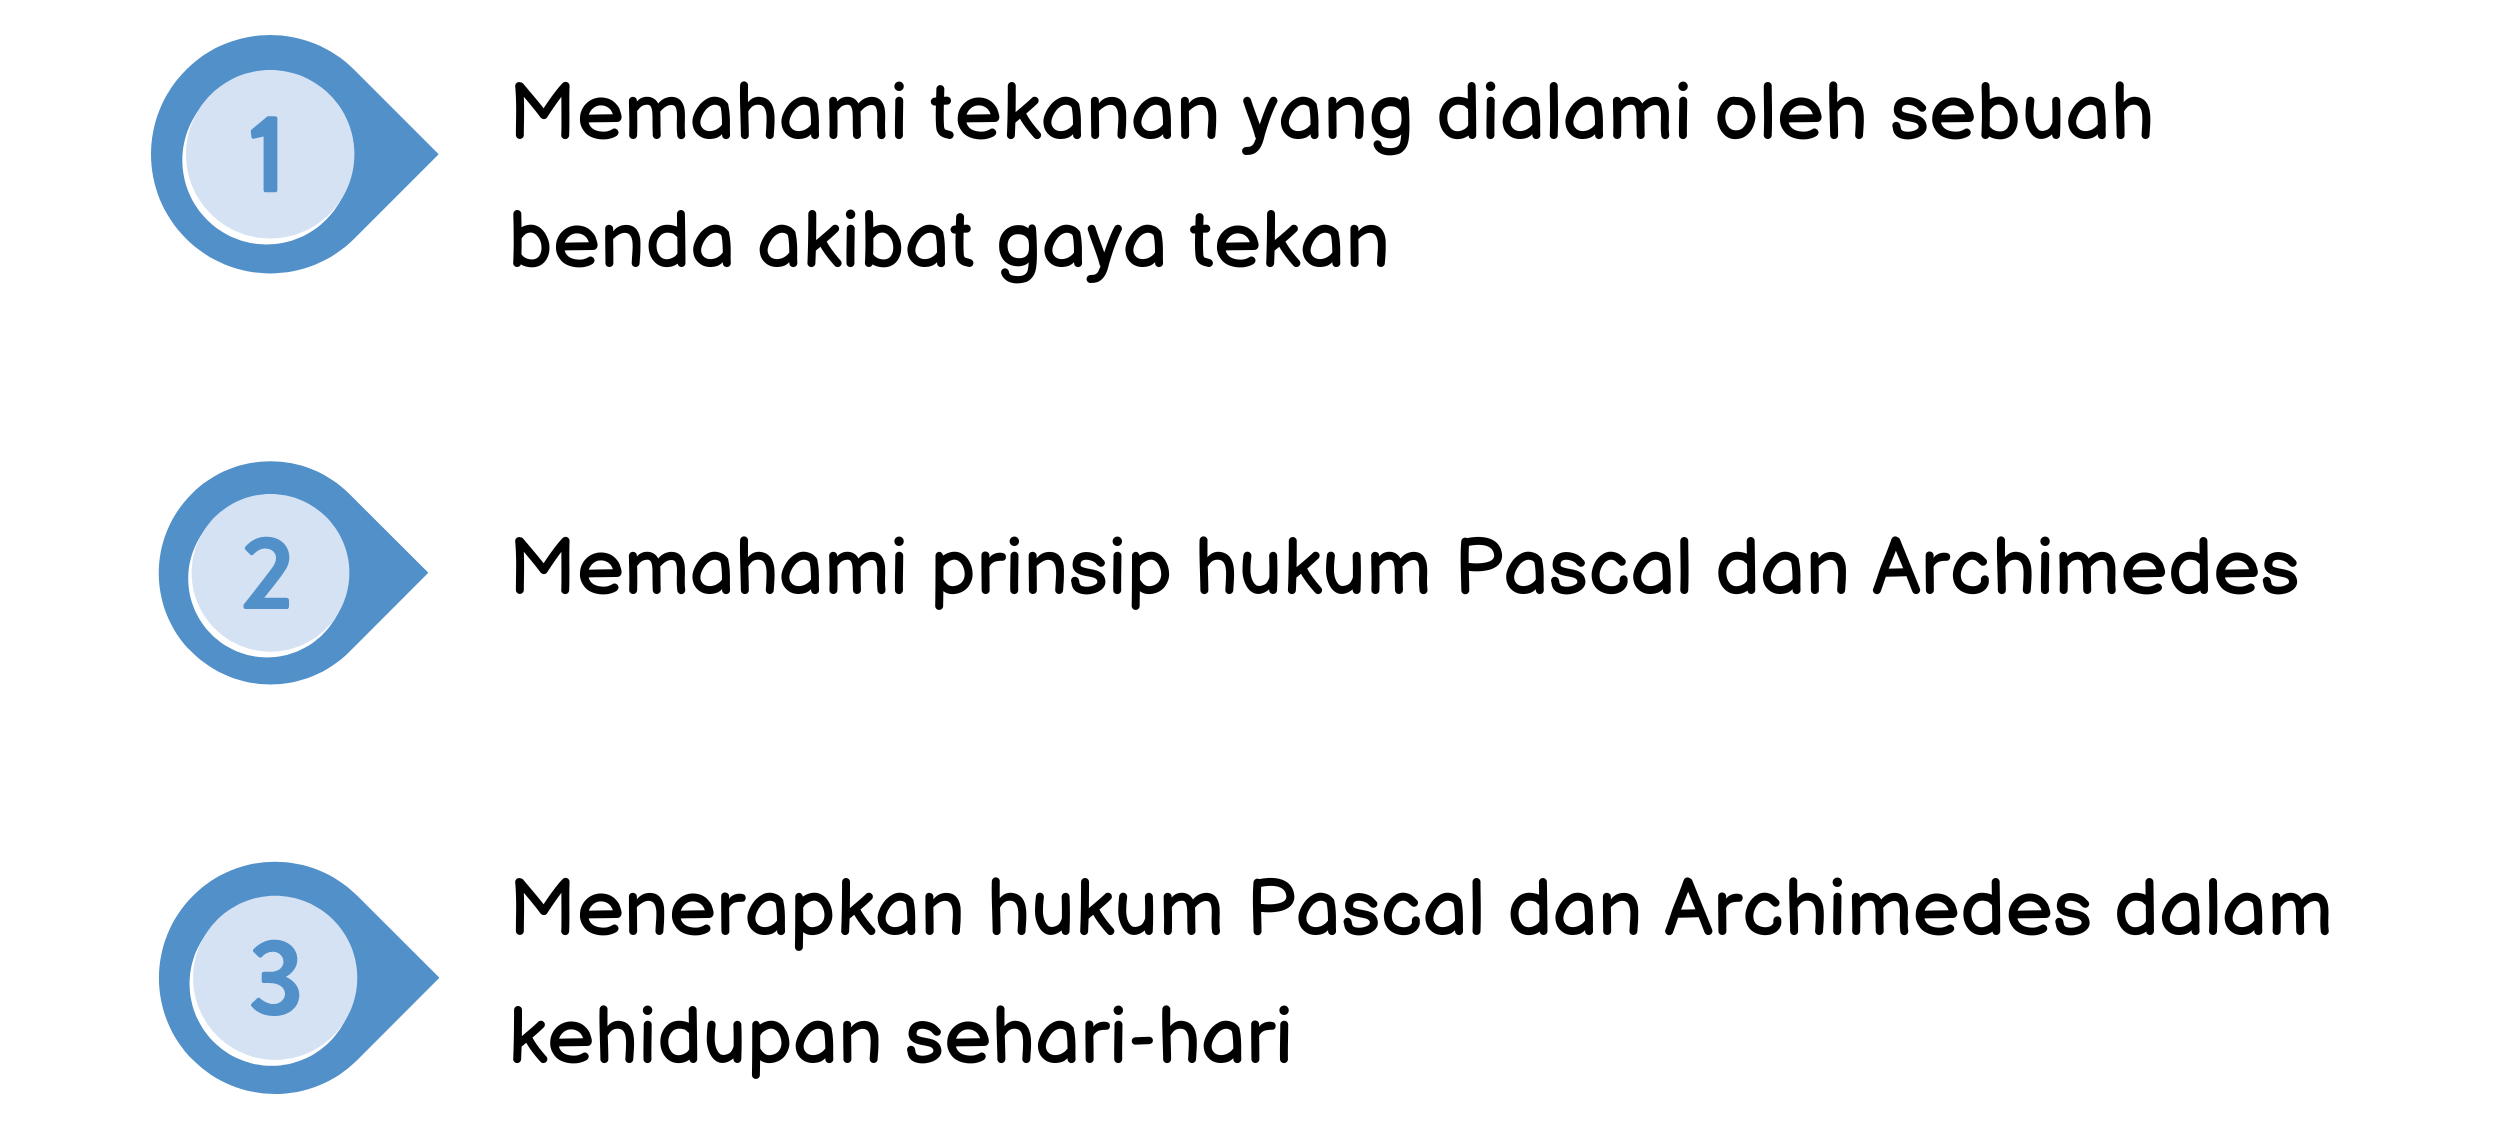 1
Memahami tekanan yang dialami oleh sebuah
benda akibat gaya tekan
2
Memahami prinsip hukum Pascal dan Archimedes
3
Menerapkan hukum Pascal dan Archimedes dalam
kehidupan sehari-hari